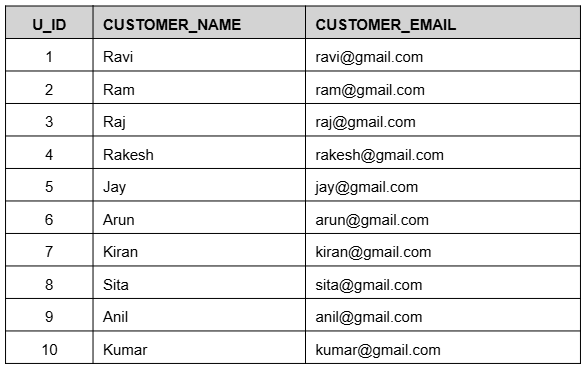 U_ID CUSTOMER_NAME CUSTOMER_EMAIL
1 Ravi ravi@gmail.com
2 Ram ram@gmail.com
3 Raj raj@gmail.com
4 Rakesh rakesh@gmail.com
5 Jay jay@gmail.com
6 Arun arun@gmail.com
7 Kiran kiran@gmail.com
8 Sita sita@gmail.com
9 Anil anil@gmail.com
10 Kumar kumar@gmail.com